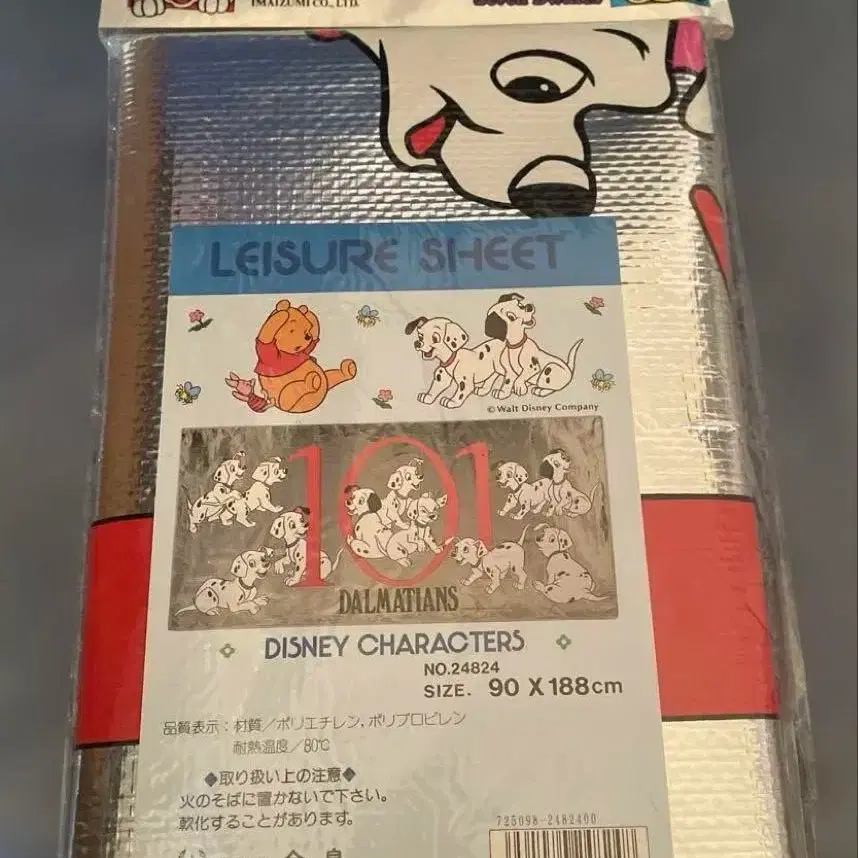 IMAIZUMI CO., LTD.
LEISURE SHEET
©Walt Disney Company
101
DALMATIANS
DISNEY CHARACTERS
NO.24824
SIZE. 90 X 188cm
品質表示：材質／ポリエチレン,ポリプロピレン
耐熱温度／80℃
◆取り扱い上の注意◆
火のそばに置かないで下さい。
軟化することがあります。
725098-2482400